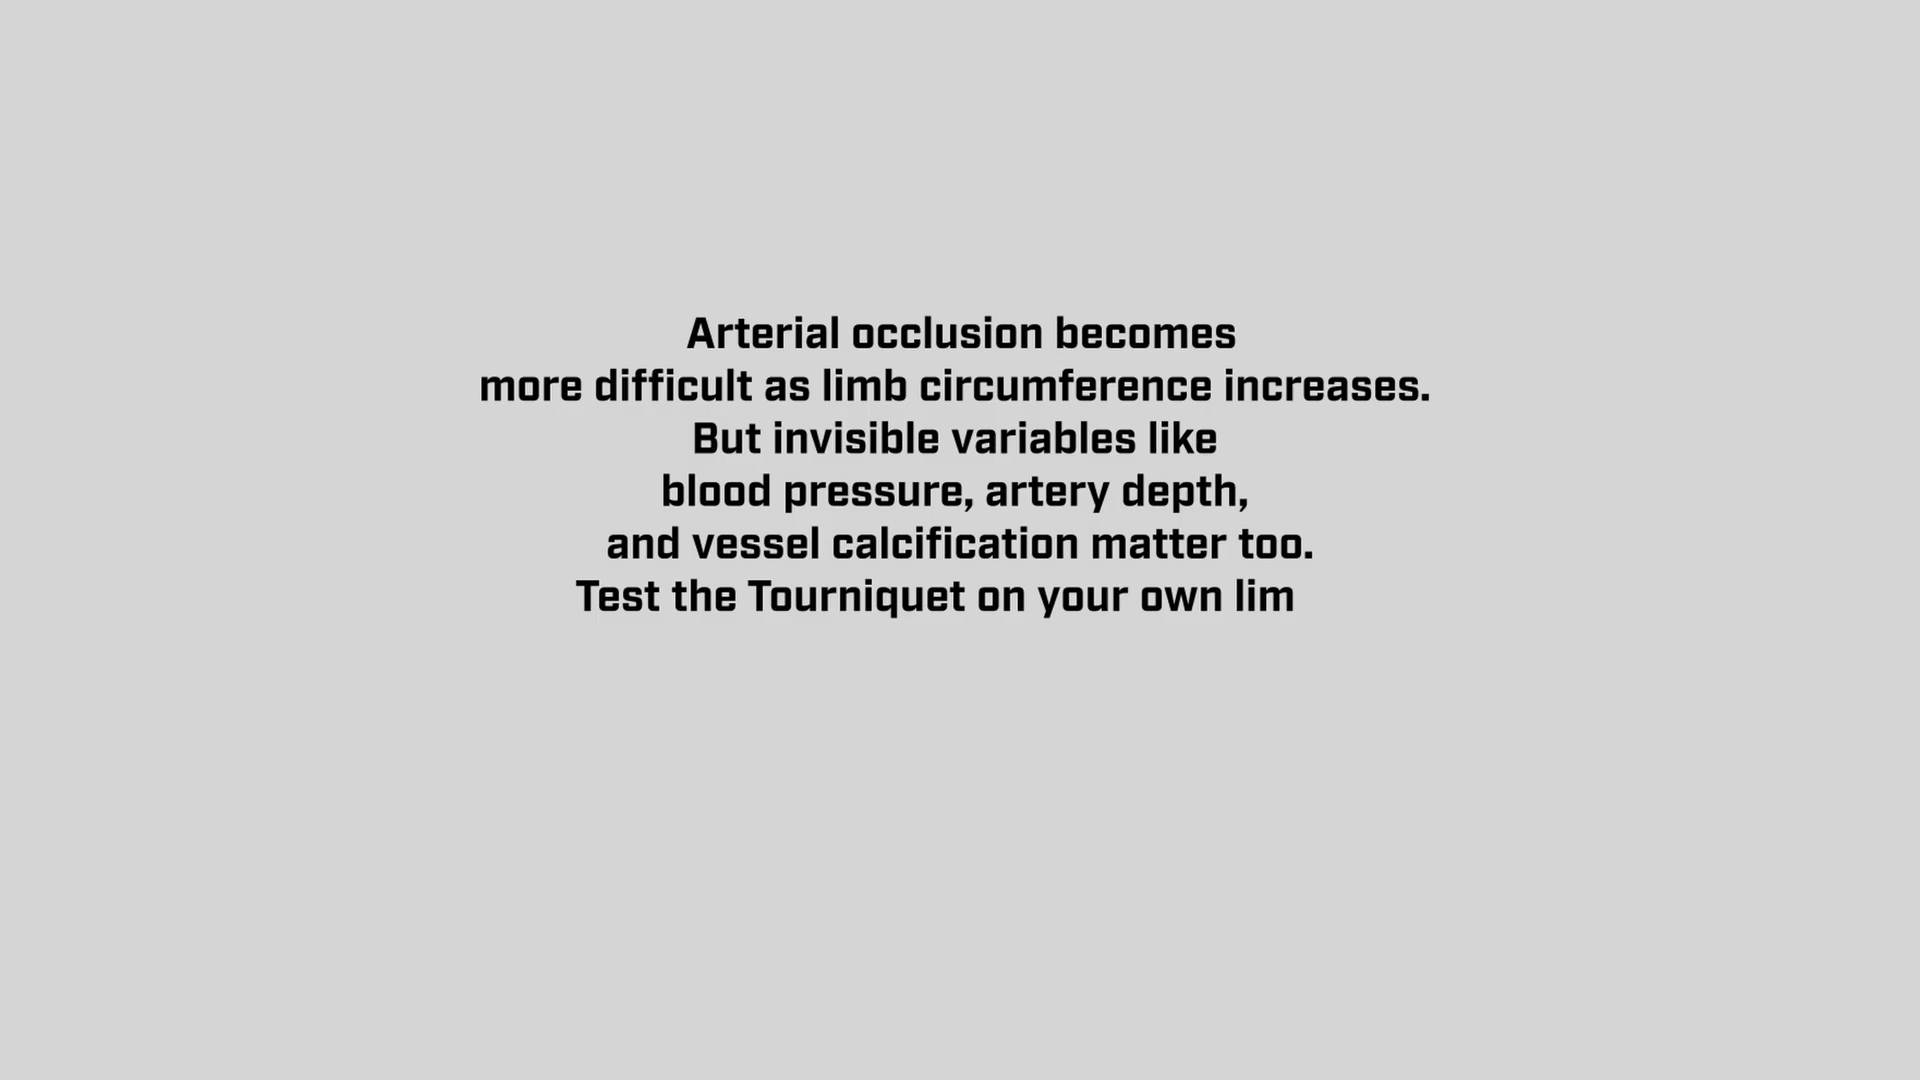 Arterial occlusion becomes
more difficult as limb circumference increases.
But invisible variables like
blood pressure, artery depth,
and vessel calcification matter too.
Test the Tourniquet on your own lim